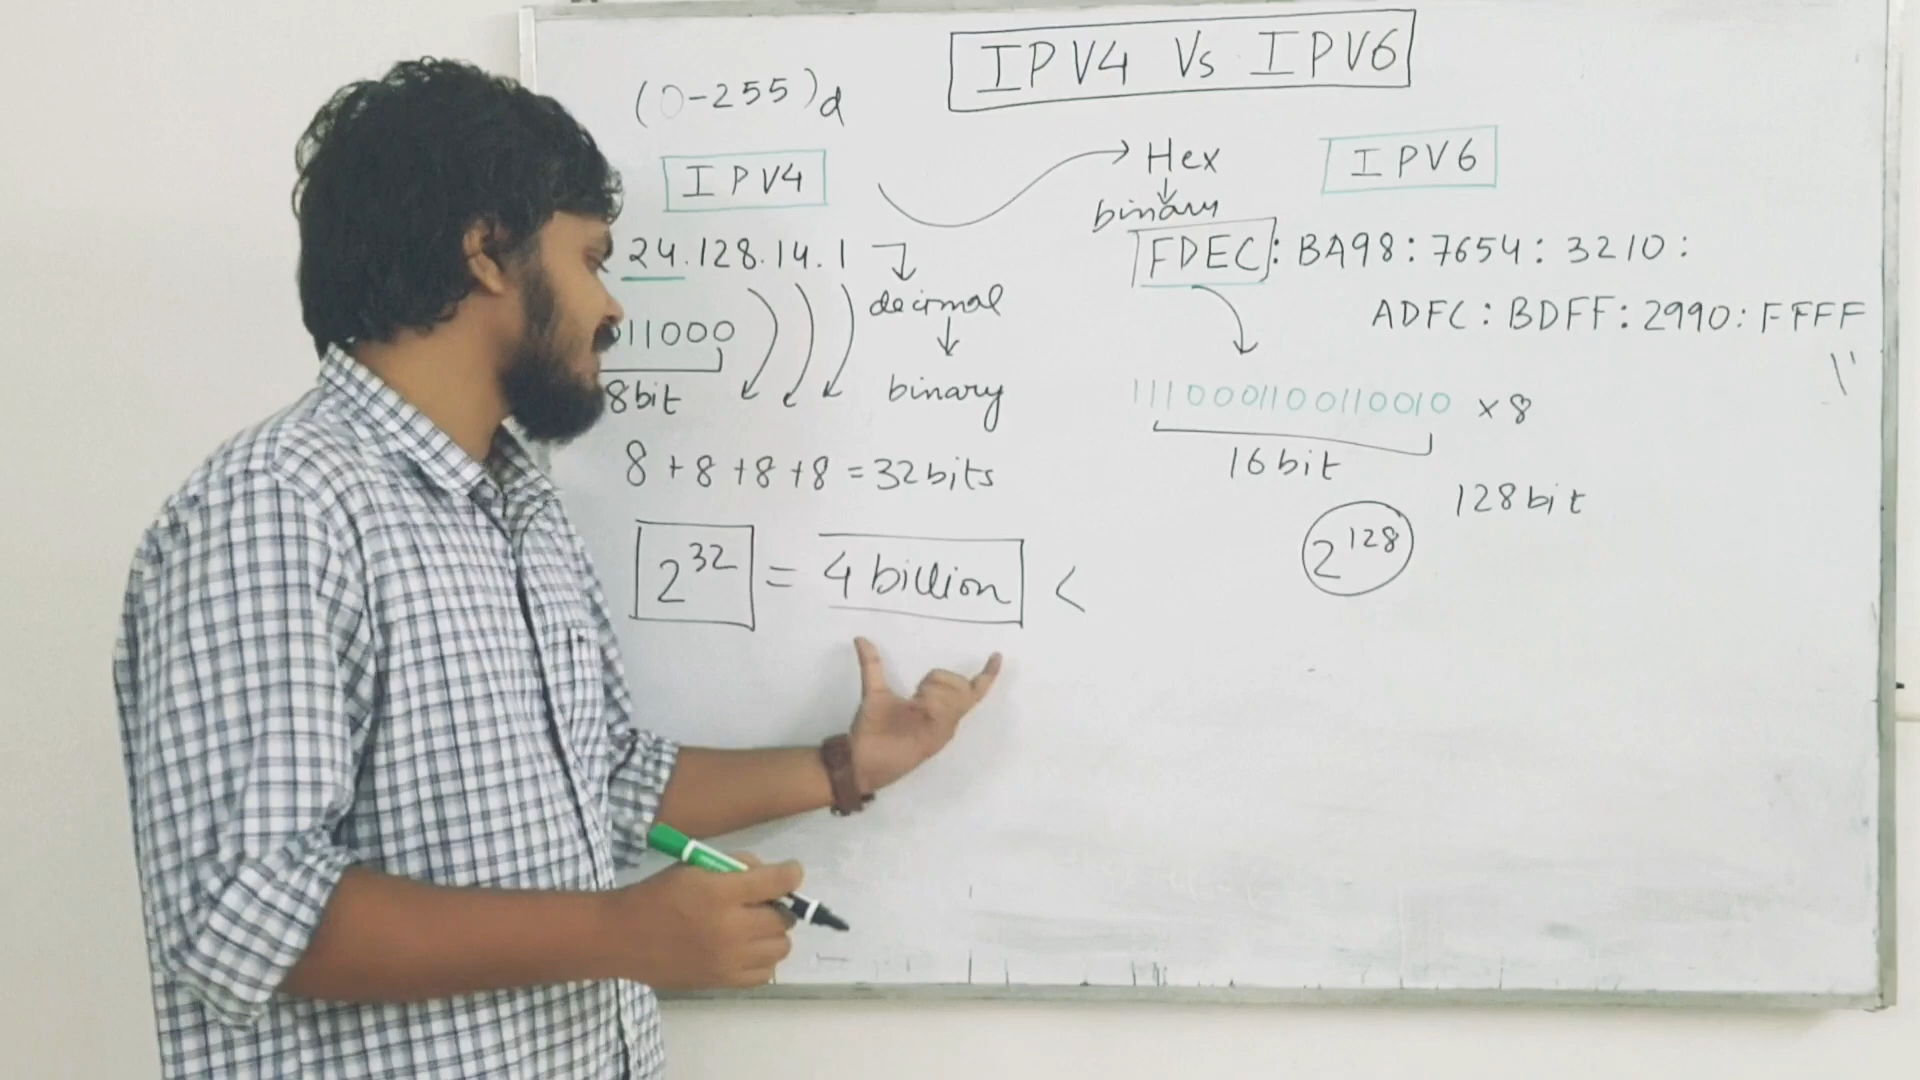 IPV4 Vs IPV6
(0-255)d
IPV4
24.128.14.1
decimal
binary
11000
8bit
8 + 8 + 8 + 8 = 32bits
2^32 = 4 billion <
Hex
binary
IPV6
FDEC: BA98: 7654: 3210:
ADFC: BDFF: 2990: FFFF
1110001100110010 x 8
16 bit
128 bit
2^128